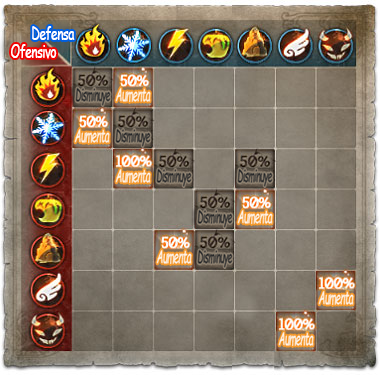 Defensa
Ofensivo
50% 50%
Disminuye Aumenta
50% 50%
Aumenta Disminuye
100% 50% 50%
Aumenta Disminuye Disminuye
50% 50%
Disminuye Aumenta
50% 50%
Aumenta Disminuye
100%
Aumenta
100%
Aumenta